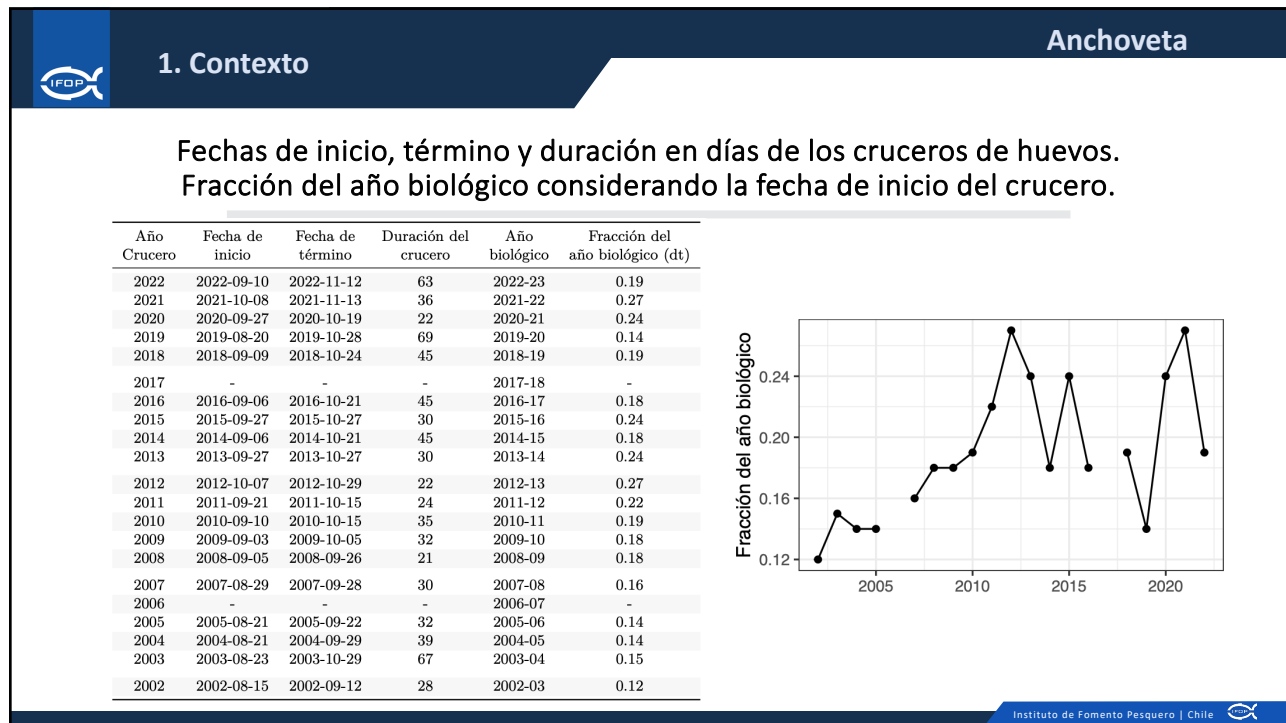 Anchoveta
1. Contexto
IFOP
Fechas de inicio, término y duración en días de los cruceros de huevos.
Fracción del año biológico considerando la fecha de inicio del crucero.
Año Fecha de Fecha de Duración del Año Fracción del
Crucero inicio término crucero biológico año biológico (dt)
2022 2022-09-10 2022-11-12 63 2022-23 0.19
2021 2021-10-08 2021-11-13 36 2021-22 0.27
2020 2020-09-27 2020-10-19 22 2020-21 0.24
2019 2019-08-20 2019-10-28 69 2019-20 0.14
2018 2018-09-09 2018-10-24 45 2018-19 0.19
2017 - - - 2017-18 -
2016 2016-09-06 2016-10-21 45 2016-17 0.18
2015 2015-09-27 2015-10-27 30 2015-16 0.24
2014 2014-09-06 2014-10-21 45 2014-15 0.18
2013 2013-09-27 2013-10-27 30 2013-14 0.24
2012 2012-10-07 2012-10-29 22 2012-13 0.27
2011 2011-09-21 2011-10-15 24 2011-12 0.22
2010 2010-09-10 2010-10-15 35 2010-11 0.19
2009 2009-09-03 2009-10-05 32 2009-10 0.18
2008 2008-09-05 2008-09-26 21 2008-09 0.18
2007 2007-08-29 2007-09-28 30 2007-08 0.16
2006 - - - 2006-07 -
2005 2005-08-21 2005-09-22 32 2005-06 0.14
2004 2004-08-21 2004-09-29 39 2004-05 0.14
2003 2003-08-23 2003-10-29 67 2003-04 0.15
2002 2002-08-15 2002-09-12 28 2002-03 0.12
Fracción del año biológico
0.24
0.20
0.16
0.12
2005 2010 2015 2020
Instituto de Fomento Pesquero | Chile
IFOP